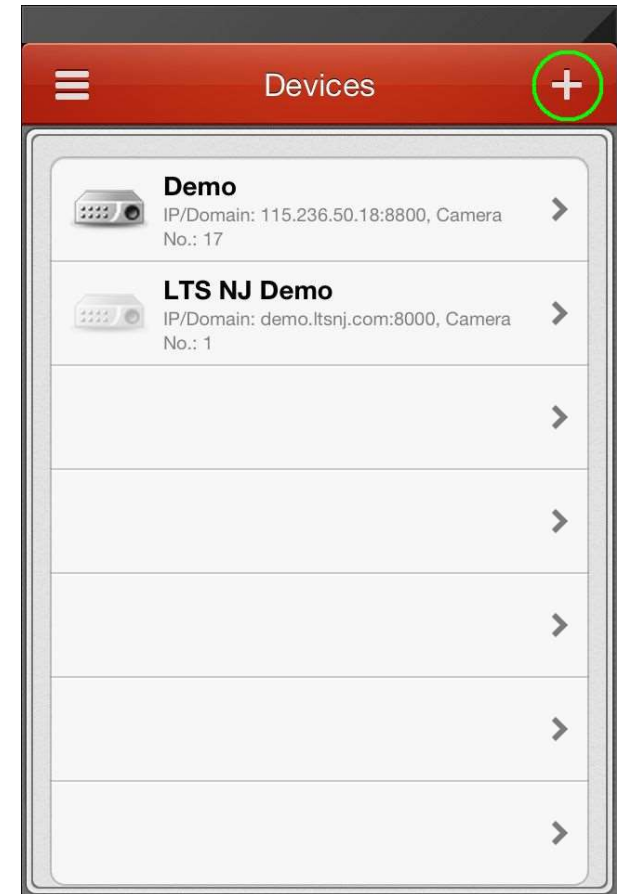 Devices
Demo
IP/Domain: 115.236.50.18:8800, Camera
No.: 17
LTS NJ Demo
IP/Domain: demo.ltsnj.com:8000, Camera
No.: 1